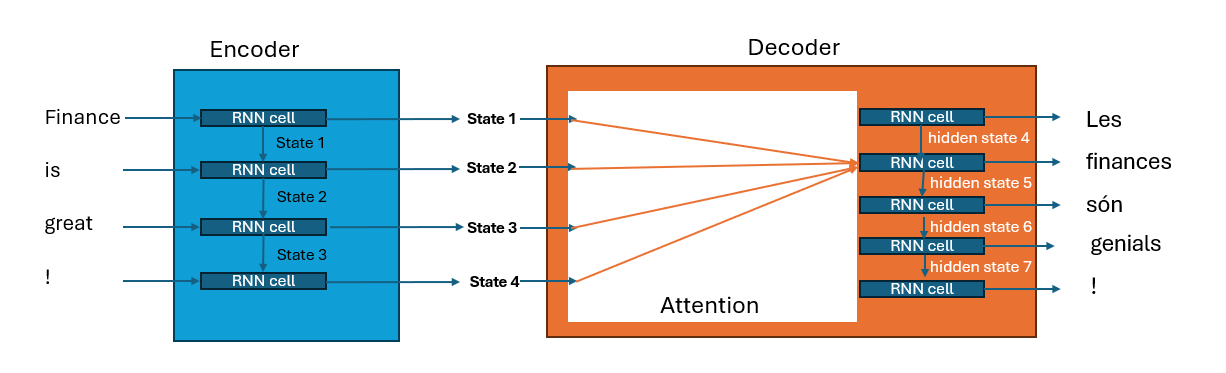 Encoder
Decoder
Finance
RNN cell
State 1
RNN cell
Les
State 1
hidden state 4
is
RNN cell
State 2
RNN cell
finances
State 2
hidden state 5
great
RNN cell
State 3
RNN cell
són
State 3
hidden state 6
RNN cell
genials
hidden state 7
!
RNN cell
State 4
RNN cell
!
Attention